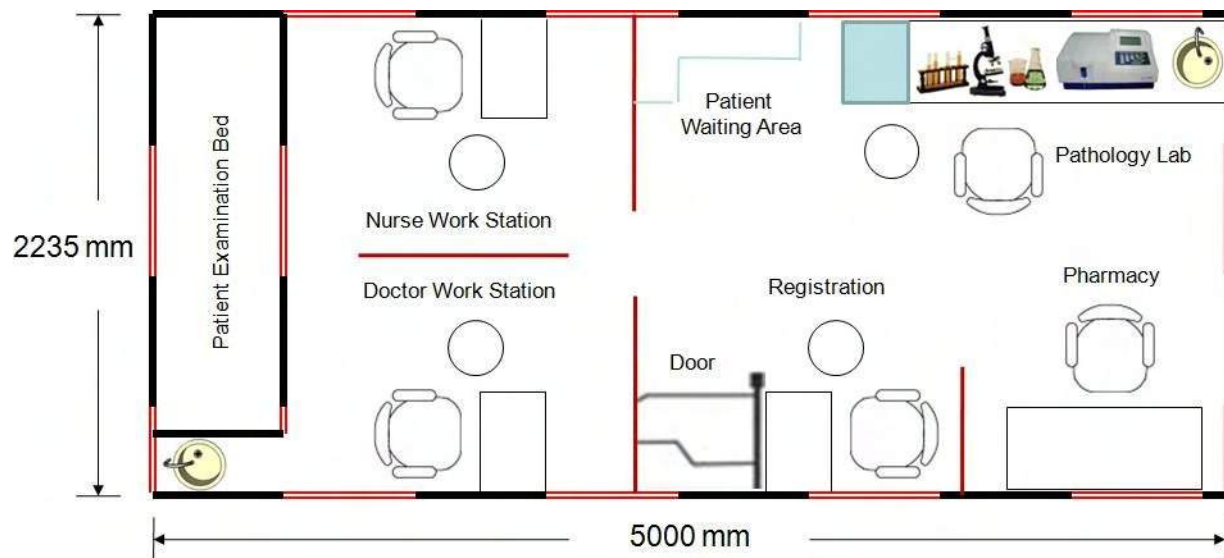 Patient
Waiting Area
Pathology Lab
Patient Examination Bed
Nurse Work Station
2235 mm
Doctor Work Station
Registration
Pharmacy
Door
5000 mm